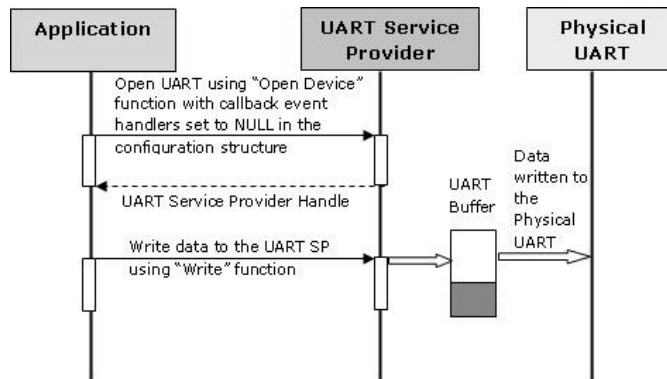 Application
UART Service
Provider
Physical
UART
Open UART using "Open Device"
function with callback event
handlers set to NULL in the
configuration structure
UART Service Provider Handle
UART
Buffer
Data
written to
the
Physical
UART
Write data to the UART SP
using "Write" function